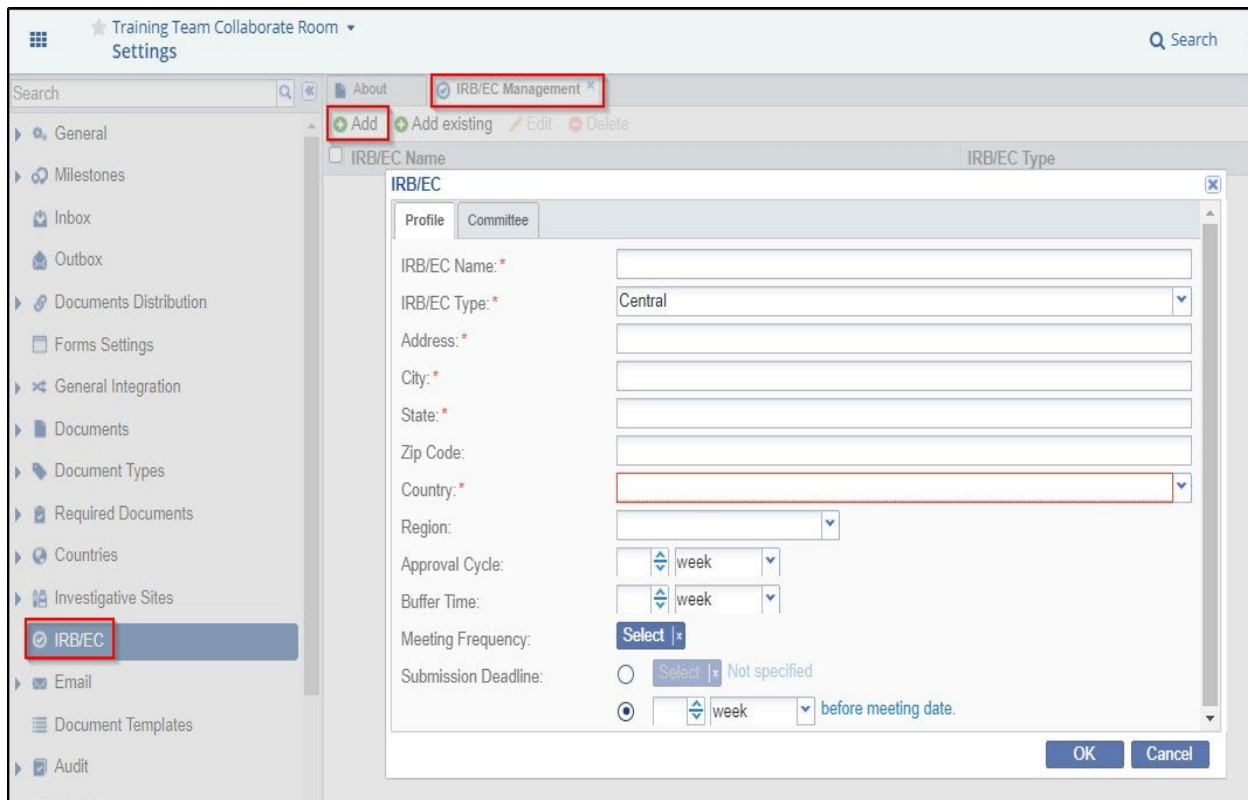 Training Team Collaborate Room
Settings
Search
Search
About
IRB/EC Management
Add
Add existing
Edit
Delete
IRB/EC Name
IRB/EC Type
General
Milestones
Inbox
Outbox
Documents Distribution
Forms Settings
General Integration
Documents
Document Types
Required Documents
Countries
Investigative Sites
IRB/EC
Email
Document Templates
Audit
IRB/EC
Profile
Committee
IRB/EC Name:*
IRB/EC Type:* Central
Address:*
City:*
State:*
Zip Code:
Country:*
Region:
Approval Cycle: week
Buffer Time: week
Meeting Frequency: Select x
Submission Deadline: Select x Not specified
week before meeting date.
OK
Cancel